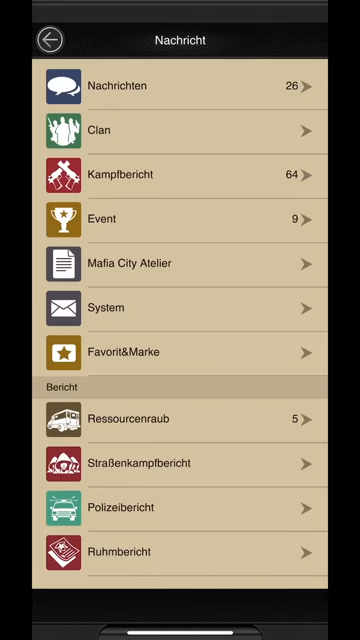 Nachricht
Nachrichten 26
Clan
Kampfbericht 64
Event 9
Mafia City Atelier
System
Favorit&Marke
Bericht
Ressourcenraub 5
Straßenkampfbericht
Polizeibericht
Ruhmbericht